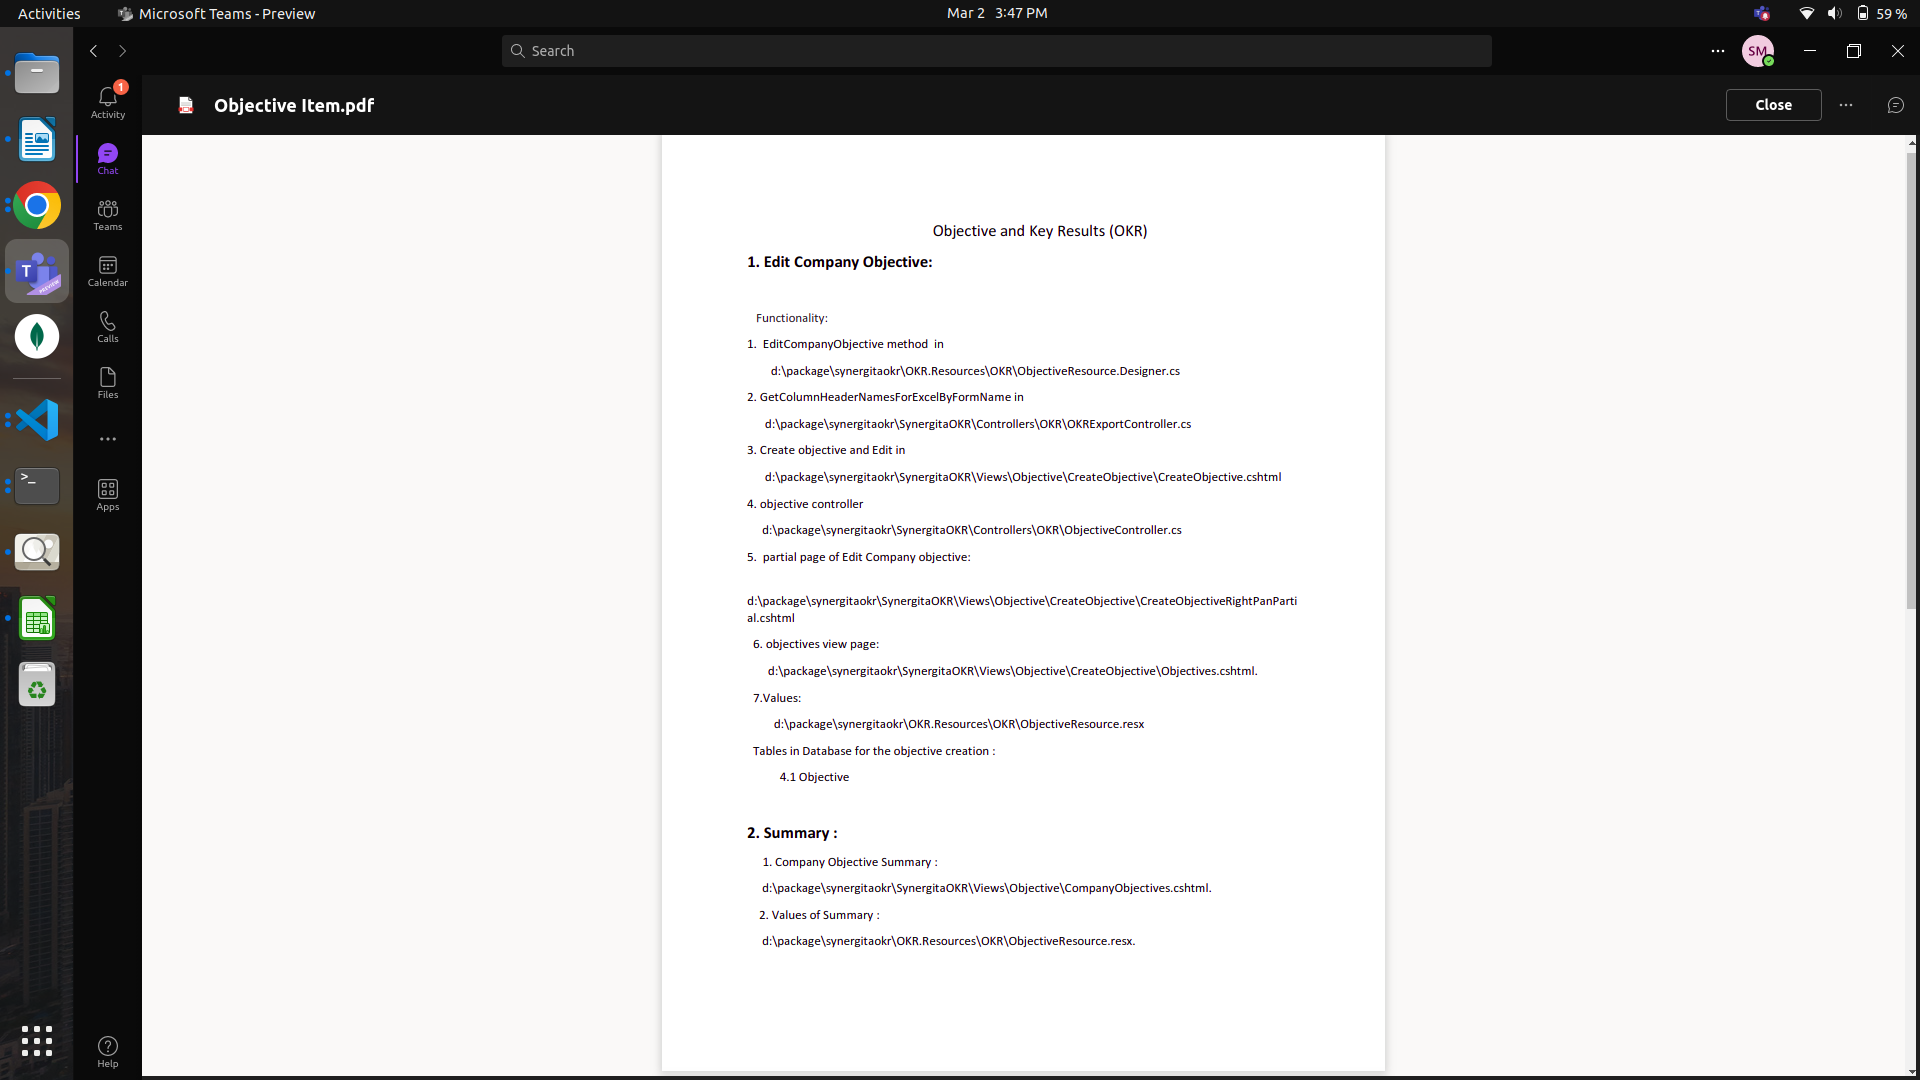 Activities
Microsoft Teams - Preview
Mar 2 3:47 PM
59 %
Search
SM
1
Activity
Chat
Teams
Calendar
Calls
Files
Apps
Help
T
PREVIEW
>_
Objective Item.pdf
Close
Objective and Key Results (OKR)
1. Edit Company Objective:
Functionality:
1. EditCompanyObjective method in
d:\package\synergitaokr\OKR.Resources\OKR\ObjectiveResource.Designer.cs
2. GetColumnHeaderNamesForExcelByFormName in
d:\package\synergitaokr\SynergitaOKR\Controllers\OKR\OKRExportController.cs
3. Create objective and Edit in
d:\package\synergitaokr\SynergitaOKR\Views\Objective\CreateObjective\CreateObjective.cshtml
4. objective controller
d:\package\synergitaokr\SynergitaOKR\Controllers\OKR\ObjectiveController.cs
5. partial page of Edit Company objective:
d:\package\synergitaokr\SynergitaOKR\Views\Objective\CreateObjective\CreateObjectiveRightPanParti
al.cshtml
6. objectives view page:
d:\package\synergitaokr\SynergitaOKR\Views\Objective\CreateObjective\Objectives.cshtml.
7.Values:
d:\package\synergitaokr\OKR.Resources\OKR\ObjectiveResource.resx
Tables in Database for the objective creation :
4.1 Objective
2. Summary :
1. Company Objective Summary :
d:\package\synergitaokr\SynergitaOKR\Views\Objective\CompanyObjectives.cshtml.
2. Values of Summary :
d:\package\synergitaokr\OKR.Resources\OKR\ObjectiveResource.resx.